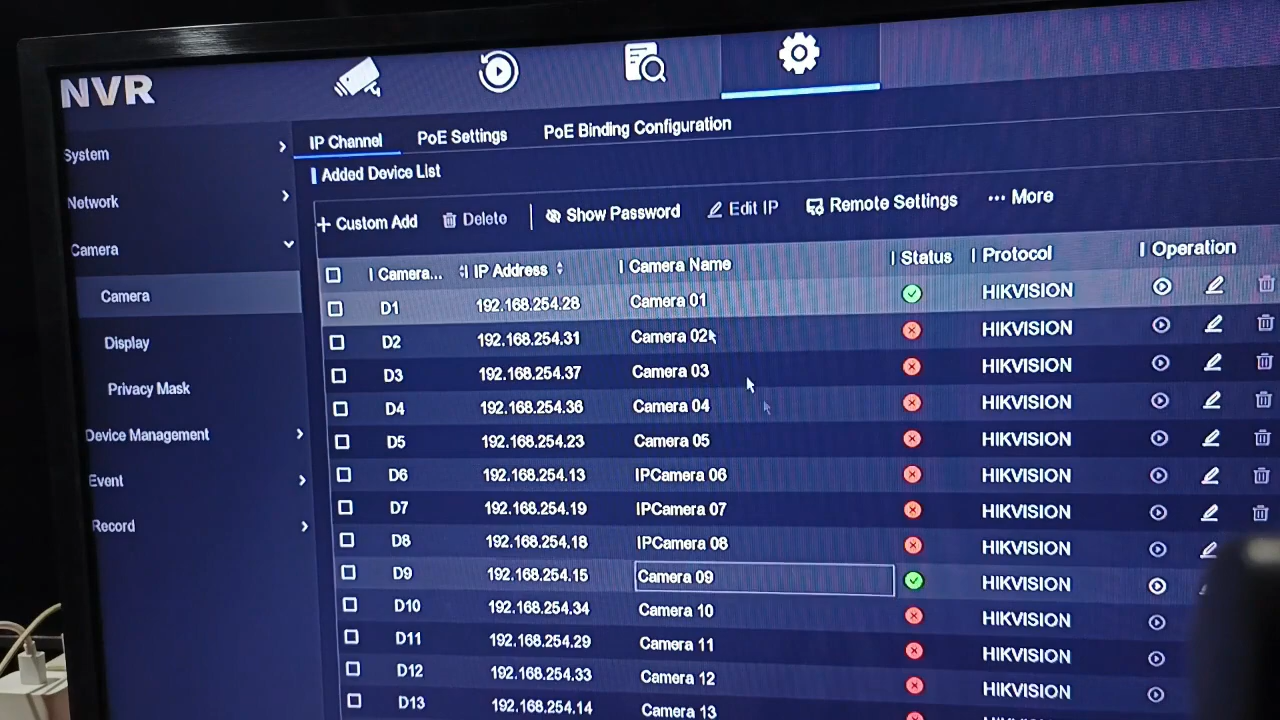 NVR
System
Network
Camera
Camera
Display
Privacy Mask
Device Management
Event
Record
IP Channel PoE Settings PoE Binding Configuration
Added Device List
+ Custom Add Delete Show Password Edit IP Remote Settings ··· More
Camera... IP Address Camera Name Status Protocol Operation
D1 192.168.254.28 Camera 01 HIKVISION
D2 192.168.254.31 Camera 02 HIKVISION
D3 192.168.254.37 Camera 03 HIKVISION
D4 192.168.254.36 Camera 04 HIKVISION
D5 192.168.254.23 Camera 05 HIKVISION
D6 192.168.254.13 IPCamera 06 HIKVISION
D7 192.168.254.19 IPCamera 07 HIKVISION
D8 192.168.254.18 IPCamera 08 HIKVISION
D9 192.168.254.15 Camera 09 HIKVISION
D10 192.168.254.34 Camera 10 HIKVISION
D11 192.168.254.29 Camera 11 HIKVISION
D12 192.168.254.33 Camera 12 HIKVISION
D13 192.168.254.14 Camera 13